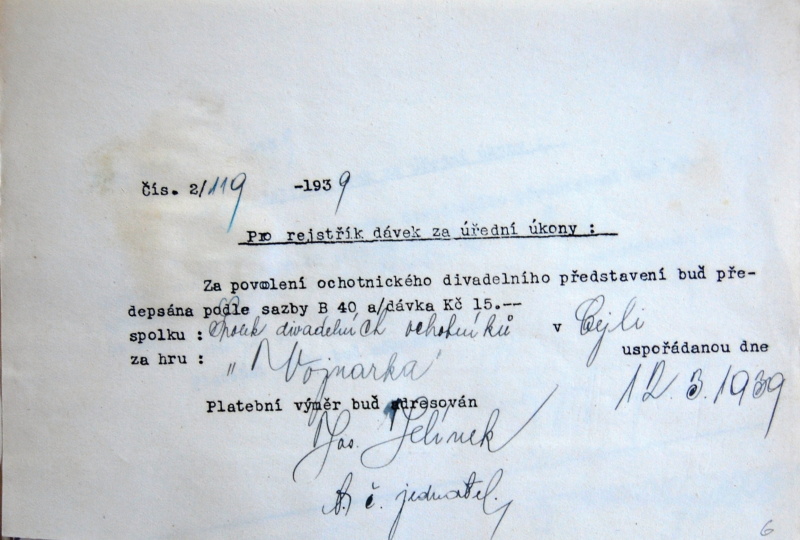 čís. 2/119 -1939
Pro rejstřík dávek za úřední úkony :
Za povolení ochotnického divadelního představení buď pře-
depsána podle sazby B 40 a/dávka Kč 15.--
spolku : Spolek divadelních ochotníků v Cejli
za hru : „Vojnarka“ uspořádanou dne
12.3.1939
Platební výměr buď adresován
Jos. Jelínek
t. č. jednatel.
6